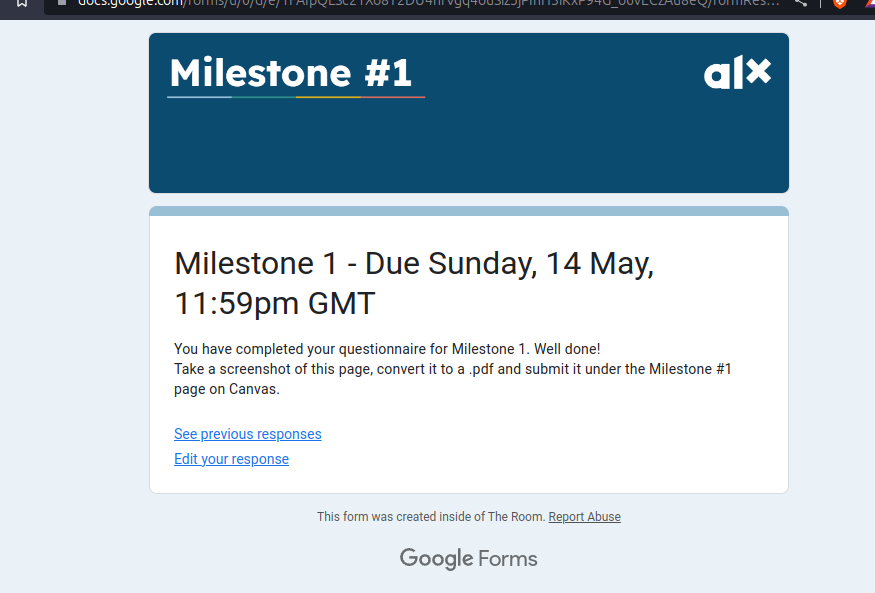 docs.google.com/forms/d/0/d/e/
Milestone #1
alx
Milestone 1 - Due Sunday, 14 May,
11:59pm GMT
You have completed your questionnaire for Milestone 1. Well done!
Take a screenshot of this page, convert it to a .pdf and submit it under the Milestone #1
page on Canvas.
See previous responses
Edit your response
This form was created inside of The Room. Report Abuse
Google Forms